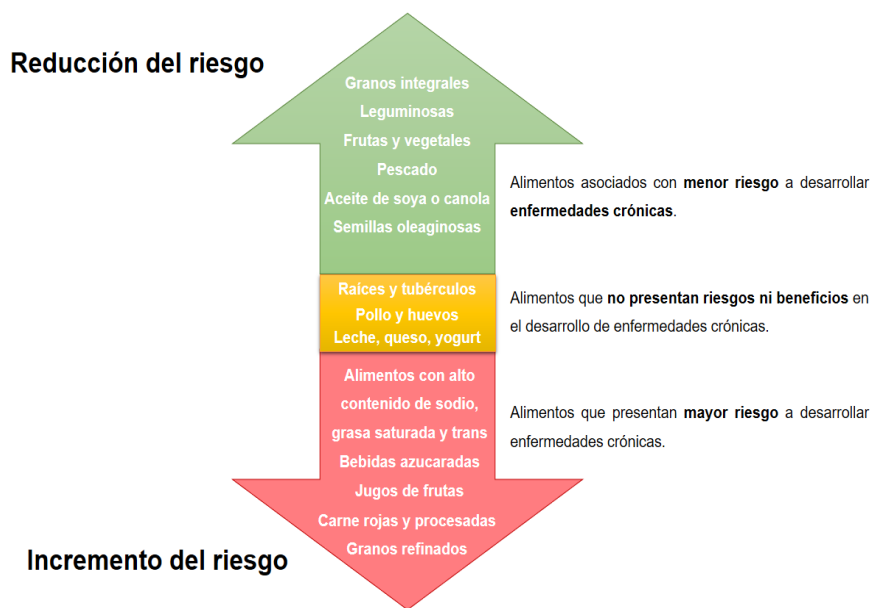 Reducción del riesgo
Granos integrales
Leguminosas
Frutas y vegetales
Pescado
Aceite de soya o canola
Semillas oleaginosas
Alimentos asociados con menor riesgo a desarrollar
enfermedades crónicas.
Raíces y tubérculos
Pollo y huevos
Leche, queso, yogurt
Alimentos que no presentan riesgos ni beneficios en
el desarrollo de enfermedades crónicas.
Alimentos con alto
contenido de sodio,
grasa saturada y trans
Bebidas azucaradas
Jugos de frutas
Carne rojas y procesadas
Granos refinados
Alimentos que presentan mayor riesgo a desarrollar
enfermedades crónicas.
Incremento del riesgo